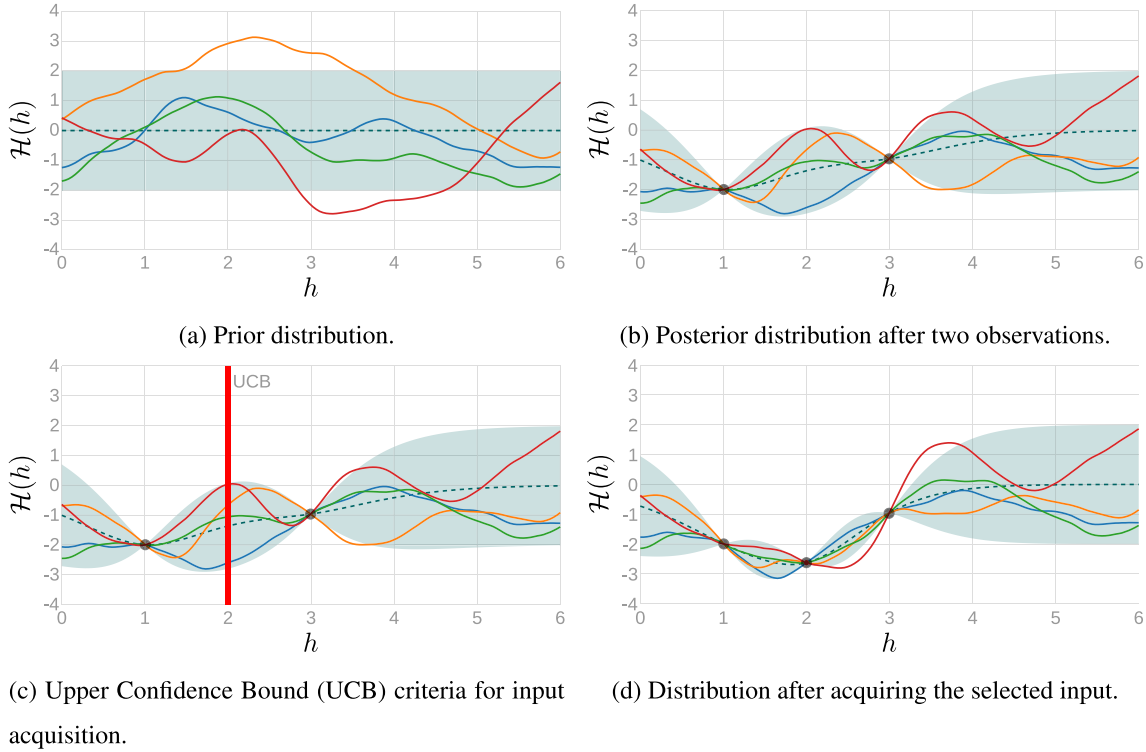 4
3
2
1
0
-1
-2
-3
-4
0 1 2 3 4 5 6
ℋ(h)
h
(a) Prior distribution.
4
3
2
1
0
-1
-2
-3
-4
0 1 2 3 4 5 6
ℋ(h)
h
(b) Posterior distribution after two observations.
4
3
2
1
0
-1
-2
-3
-4
0 1 2 3 4 5 6
ℋ(h)
UCB
h
(c) Upper Confidence Bound (UCB) criteria for input
acquisition.
4
3
2
1
0
-1
-2
-3
-4
0 1 2 3 4 5 6
ℋ(h)
h
(d) Distribution after acquiring the selected input.